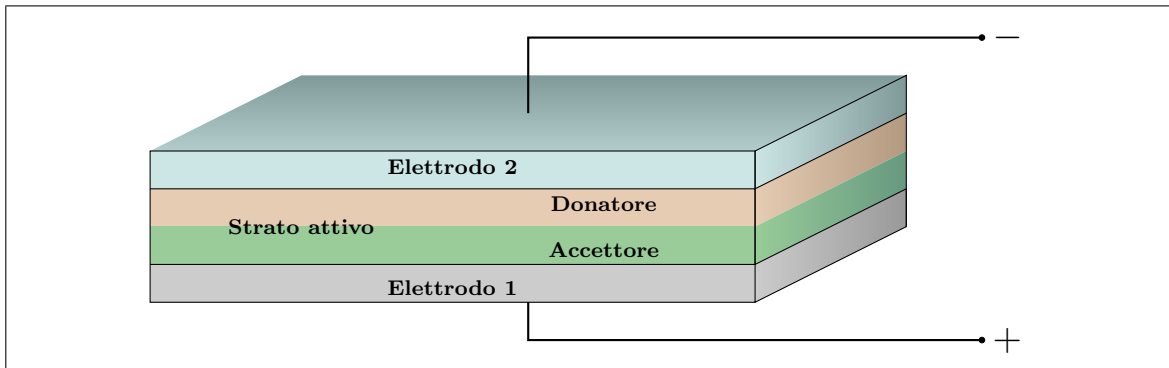 −
Elettrodo 2
Donatore
Strato attivo
Accettore
Elettrodo 1
+